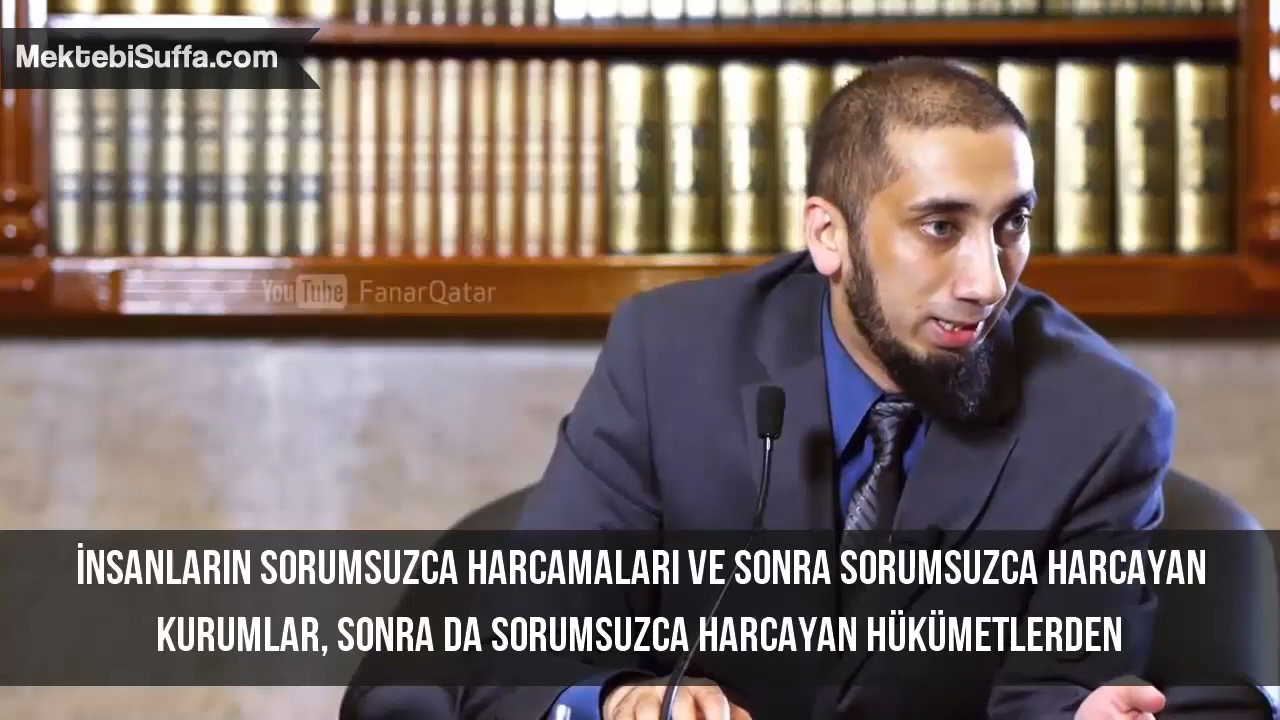 MektebiSuffa.com
YouTube FanarQatar
İNSANLARIN SORUMSUZCA HARCAMALARI VE SONRA SORUMSUZCA HARCAYAN
KURUMLAR, SONRA DA SORUMSUZCA HARCAYAN HÜKÜMETLERDEN